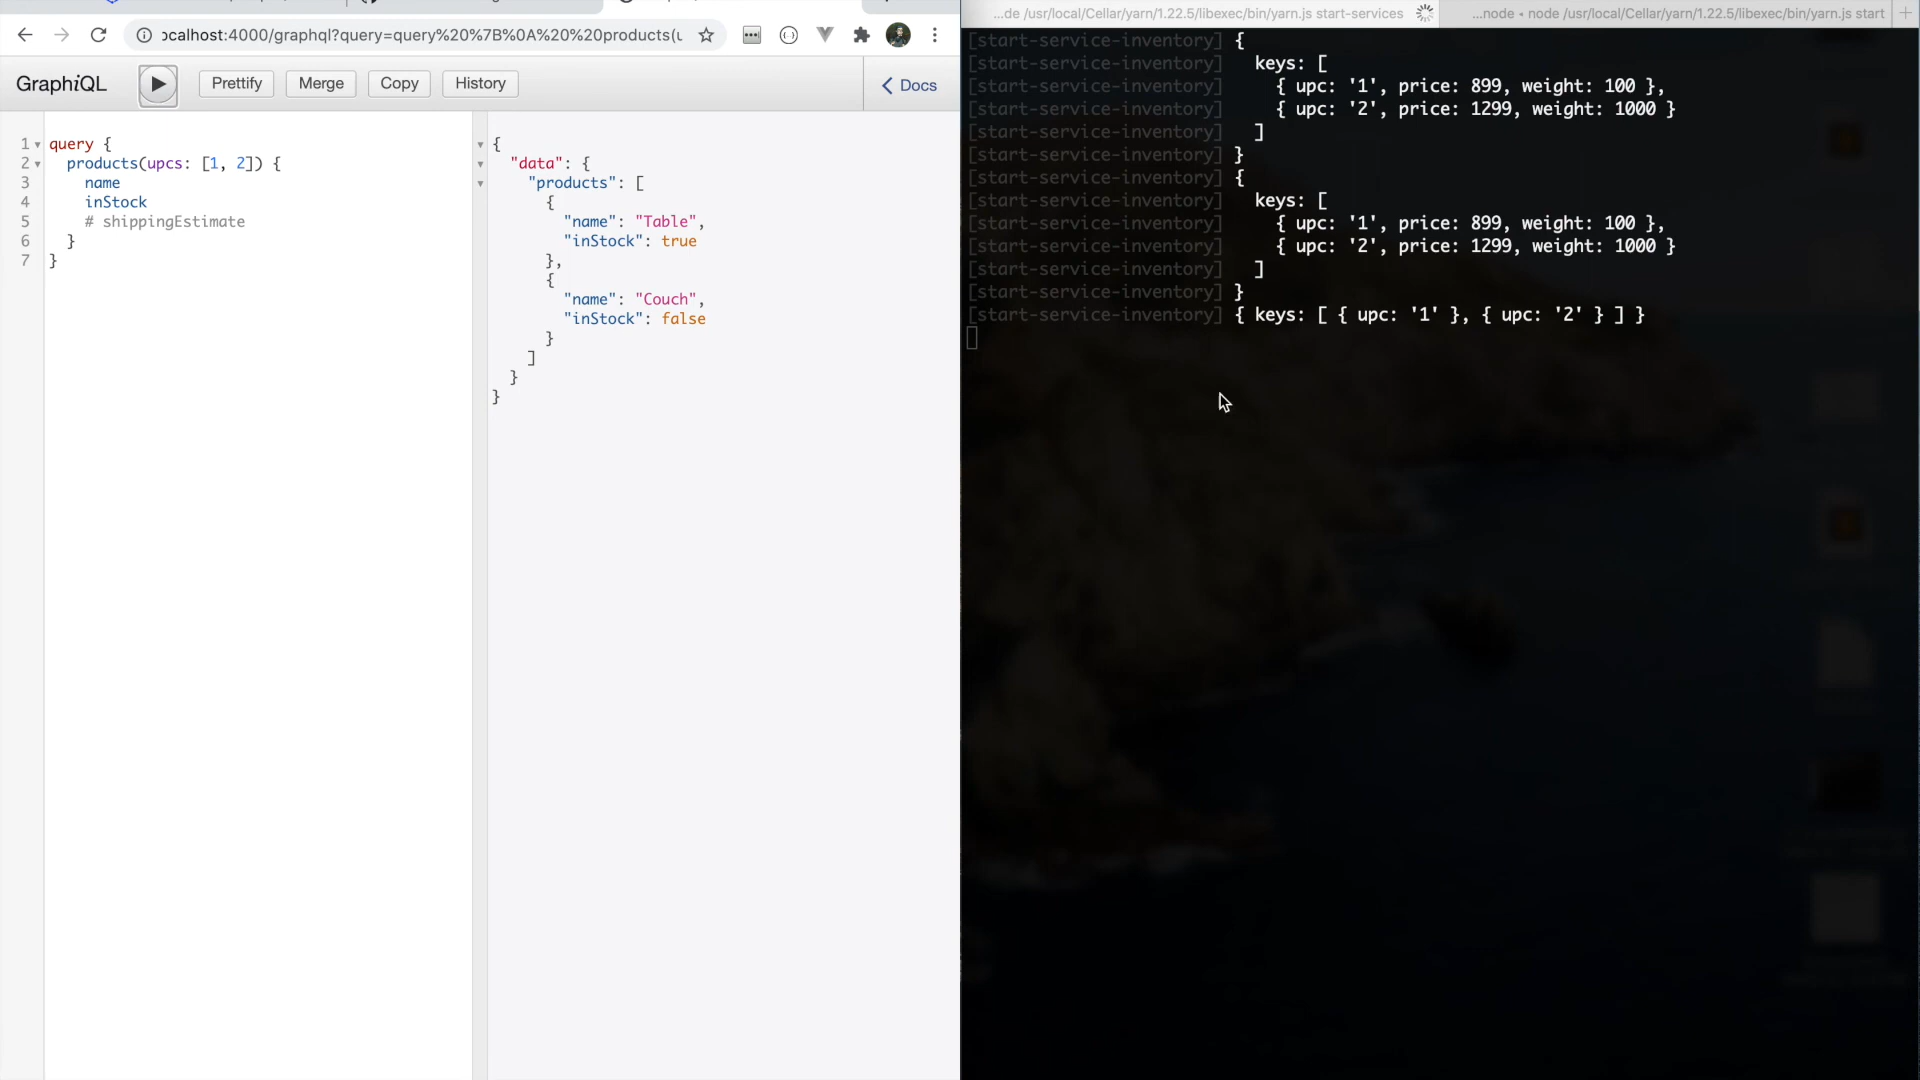 ...de /usr/local/Cellar/yarn/1.22.5/libexec/bin/yarn.js start-services
...node • node /usr/local/Cellar/yarn/1.22.5/libexec/bin/yarn.js start
ocalhost:4000/graphql?query=query%20%7B%0A%20%20products(u
GraphiQL
Prettify
Merge
Copy
History
Docs
1 query {
2 products(upcs: [1, 2]) {
3 name
4 inStock
5 # shippingEstimate
6 }
7 }
{
"data": {
"products": [
{
"name": "Table",
"inStock": true
},
{
"name": "Couch",
"inStock": false
}
]
}
}
[start-service-inventory] {
[start-service-inventory] keys: [
[start-service-inventory] { upc: '1', price: 899, weight: 100 },
[start-service-inventory] { upc: '2', price: 1299, weight: 1000 }
[start-service-inventory] ]
[start-service-inventory] }
[start-service-inventory] {
[start-service-inventory] keys: [
[start-service-inventory] { upc: '1', price: 899, weight: 100 },
[start-service-inventory] { upc: '2', price: 1299, weight: 1000 }
[start-service-inventory] ]
[start-service-inventory] }
[start-service-inventory] { keys: [ { upc: '1' }, { upc: '2' } ] }